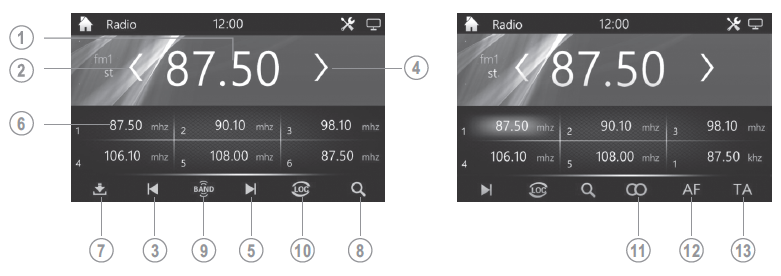 Radio 12:00
1
fm1
st
87.50
2
4
6
1 87.50 mhz 2 90.10 mhz 3 98.10 mhz
4 106.10 mhz 5 108.00 mhz 6 87.50 mhz
BAND LOC
7 3 9 5 10 8
Radio 12:00
fm1
st
87.50
1 87.50 mhz 2 90.10 mhz 3 98.10 mhz
4 106.10 mhz 5 108.00 mhz 1 87.50 khz
LOC AF TA
11 12 13